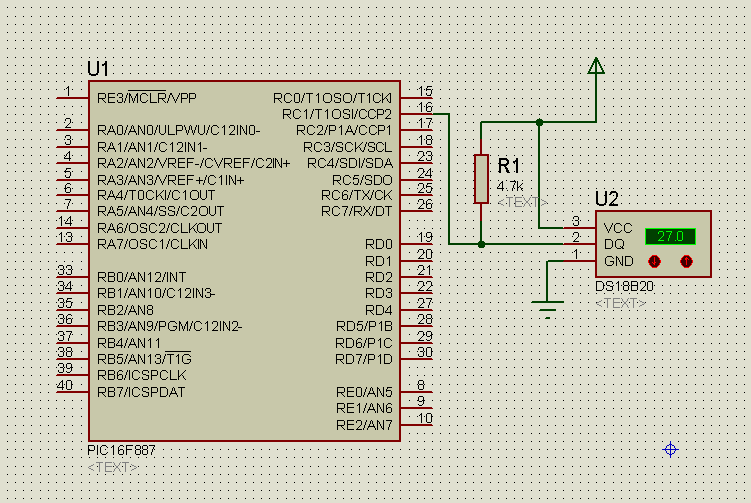 U1
1 RE3/MCLR/VPP
2 RA0/AN0/ULPWU/C12IN0-
3 RA1/AN1/C12IN1-
4 RA2/AN2/VREF-/CVREF/C2IN+
5 RA3/AN3/VREF+/C1IN+
6 RA4/T0CKI/C1OUT
7 RA5/AN4/SS/C2OUT
14 RA6/OSC2/CLKOUT
13 RA7/OSC1/CLKIN
33 RB0/AN12/INT
34 RB1/AN10/C12IN3-
35 RB2/AN8
36 RB3/AN9/PGM/C12IN2-
37 RB4/AN11
38 RB5/AN13/T1G
39 RB6/ICSPCLK
40 RB7/ICSPDAT
RC0/T1OSO/T1CKI 15
RC1/T1OSI/CCP2 16
RC2/P1A/CCP1 17
RC3/SCK/SCL 18
RC4/SDI/SDA 23
RC5/SDO 24
RC6/TX/CK 25
RC7/RX/DT 26
RD0 19
RD1 20
RD2 21
RD3 22
RD4 27
RD5/P1B 28
RD6/P1C 29
RD7/P1D 30
RE0/AN5 8
RE1/AN6 9
RE2/AN7 10
PIC16F887
<TEXT>
R1
4.7k
<TEXT>
U2
3 VCC
2 DQ
1 GND
27.0
DS18B20
<TEXT>